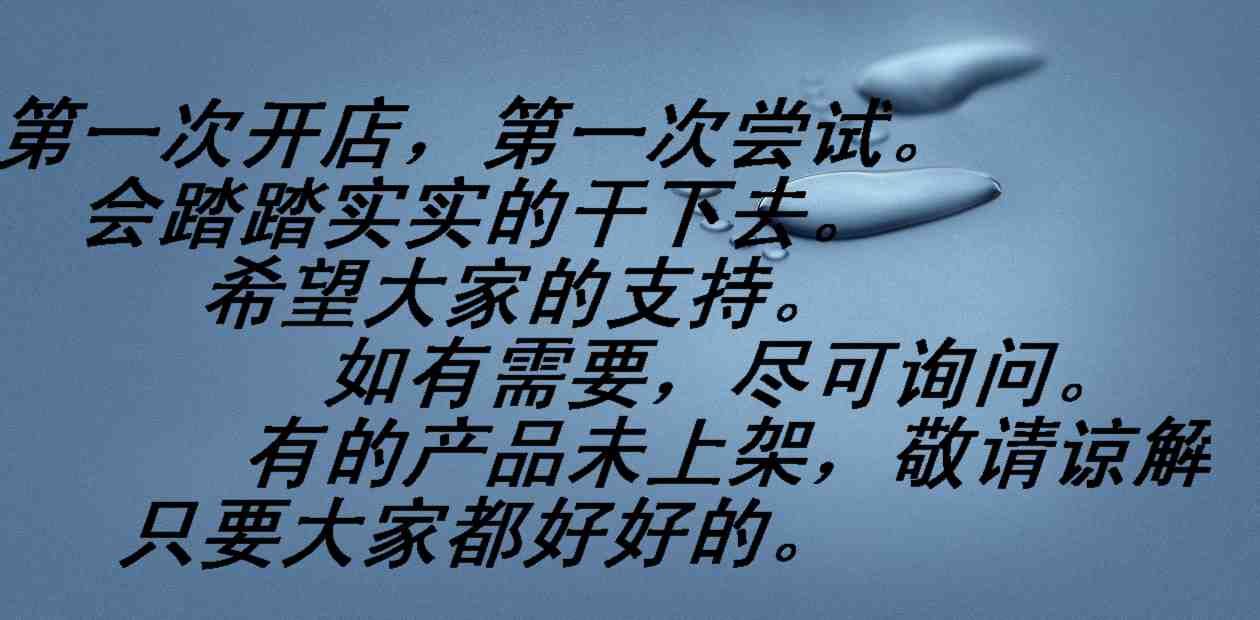 第一次开店，第一次尝试。
会踏踏实实的干下去。
希望大家的支持。
如有需要，尽可询问。
有的产品未上架，敬请谅解
只要大家都好好的。